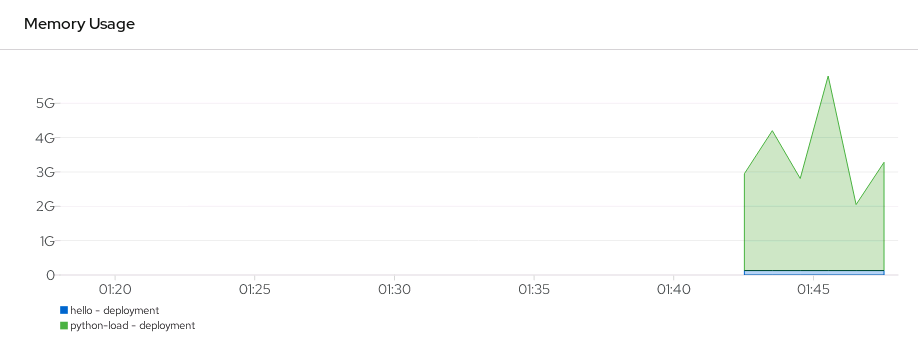 Memory Usage
5G
4G
3G
2G
1G
0
01:20 01:25 01:30 01:35 01:40 01:45
hello - deployment
python-load - deployment